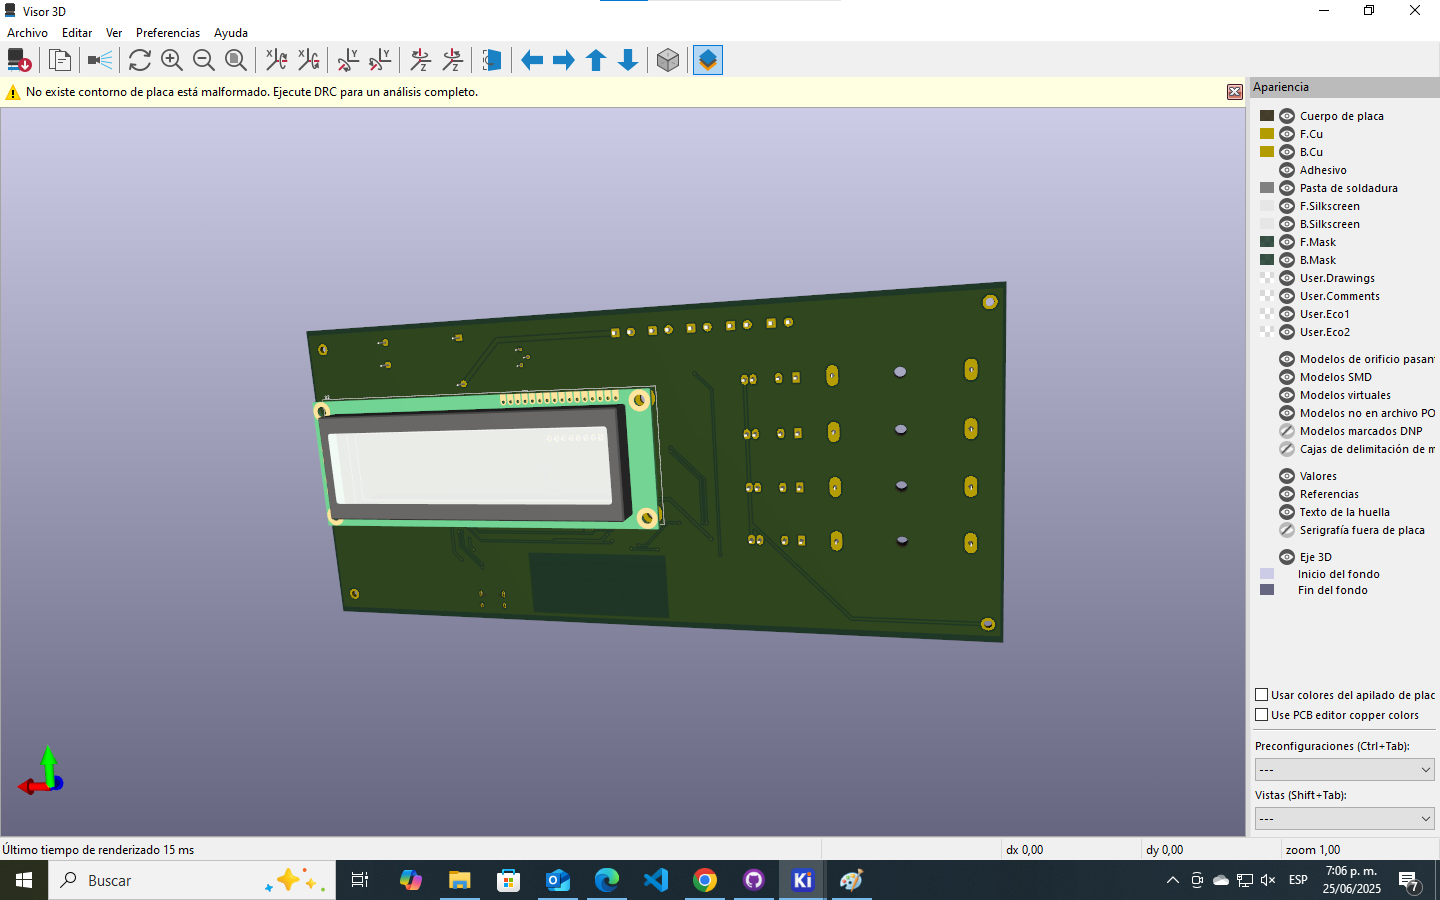 Visor 3D
Archivo Editar Ver Preferencias Ayuda
No existe contorno de placa está malformado. Ejecute DRC para un análisis completo.
Apariencia
Cuerpo de placa
F.Cu
B.Cu
Adhesivo
Pasta de soldadura
F.Silkscreen
B.Silkscreen
F.Mask
B.Mask
User.Drawings
User.Comments
User.Eco1
User.Eco2
Modelos de orificio pasan
Modelos SMD
Modelos virtuales
Modelos no en archivo PO
Modelos marcados DNP
Cajas de delimitación de m
Valores
Referencias
Texto de la huella
Serigrafía fuera de placa
Eje 3D
Inicio del fondo
Fin del fondo
Usar colores del apilado de plac
Use PCB editor copper colors
Preconfiguraciones (Ctrl+Tab):
---
Vistas (Shift+Tab):
---
Último tiempo de renderizado 15 ms
dx 0,00
dy 0,00
zoom 1,00
Buscar
Ki
ESP
7:06 p. m.
25/06/2025
7